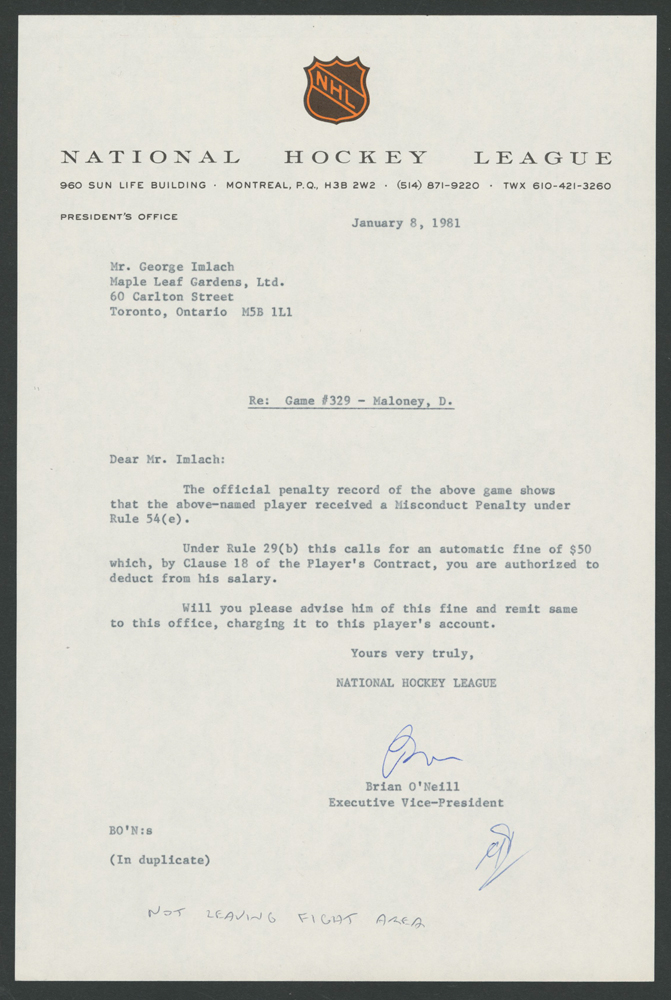 NHL
NATIONAL HOCKEY LEAGUE
960 SUN LIFE BUILDING · MONTREAL, P.Q., H3B 2W2 · (514) 871-9220 · TWX 610-421-3260
PRESIDENT'S OFFICE
January 8, 1981
Mr. George Imlach
Maple Leaf Gardens, Ltd.
60 Carlton Street
Toronto, Ontario M5B 1L1
Re: Game #329 - Maloney, D.
Dear Mr. Imlach:
The official penalty record of the above game shows
that the above-named player received a Misconduct Penalty under
Rule 54(e).
Under Rule 29(b) this calls for an automatic fine of $50
which, by Clause 18 of the Player's Contract, you are authorized to
deduct from his salary.
Will you please advise him of this fine and remit same
to this office, charging it to this player's account.
Yours very truly,
NATIONAL HOCKEY LEAGUE
Brian O'Neill
Executive Vice-President
BO'N:s
(In duplicate)
NOT LEAVING FIGHT AREA